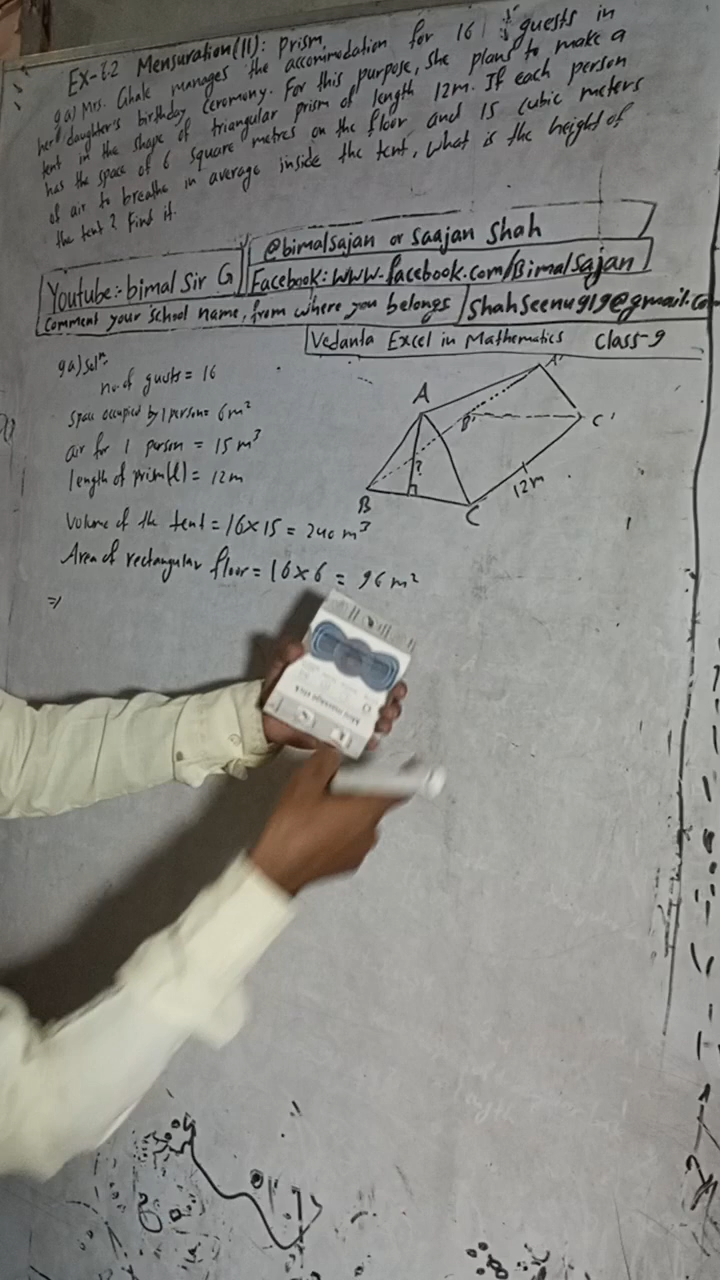 Ex-6.2 Mensuration(II): Prism
9a) Mrs. Ghale manages the accommodation for 16 guests in
her daughter's birthday ceremony. For this purpose, she plans to make a
tent in the shape of triangular prism of length 12m. If each person
has the space of 6 square metres on the floor and 15 cubic meters
of air to breathe in average inside the tent, what is the height of
the tent? Find it.
@bimalsajan or Saajan Shah
Youtube:- bimal Sir G
Facebook: www.facebook.com/Bimalsajan
Comment your school name, from where you belongs
Shahseenu919@gmail.com
Vedanta Excel in Mathematics Class-9
9a) Solⁿ:
no. of guests = 16
space occupied by 1 person = 6m²
air for 1 person = 15 m³
length of prism(l) = 12m
Volume of the tent = 16×15 = 240 m³
Area of rectangular floor = 16×6 = 96 m²
⇒
A'
A
B'
C'
?
12m
B
C